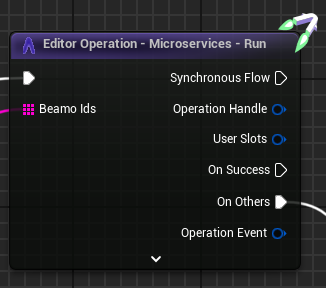 Editor Operation - Microservices - Run
Synchronous Flow
Beamo Ids
Operation Handle
User Slots
On Success
On Others
Operation Event